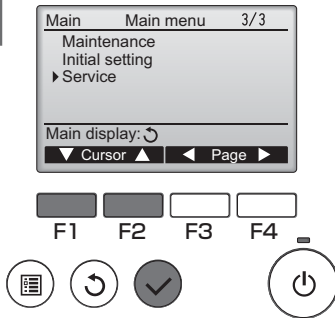 Main Main menu 3/3
Maintenance
Initial setting
Service
Main display:
Cursor Page
F1 F2 F3 F4